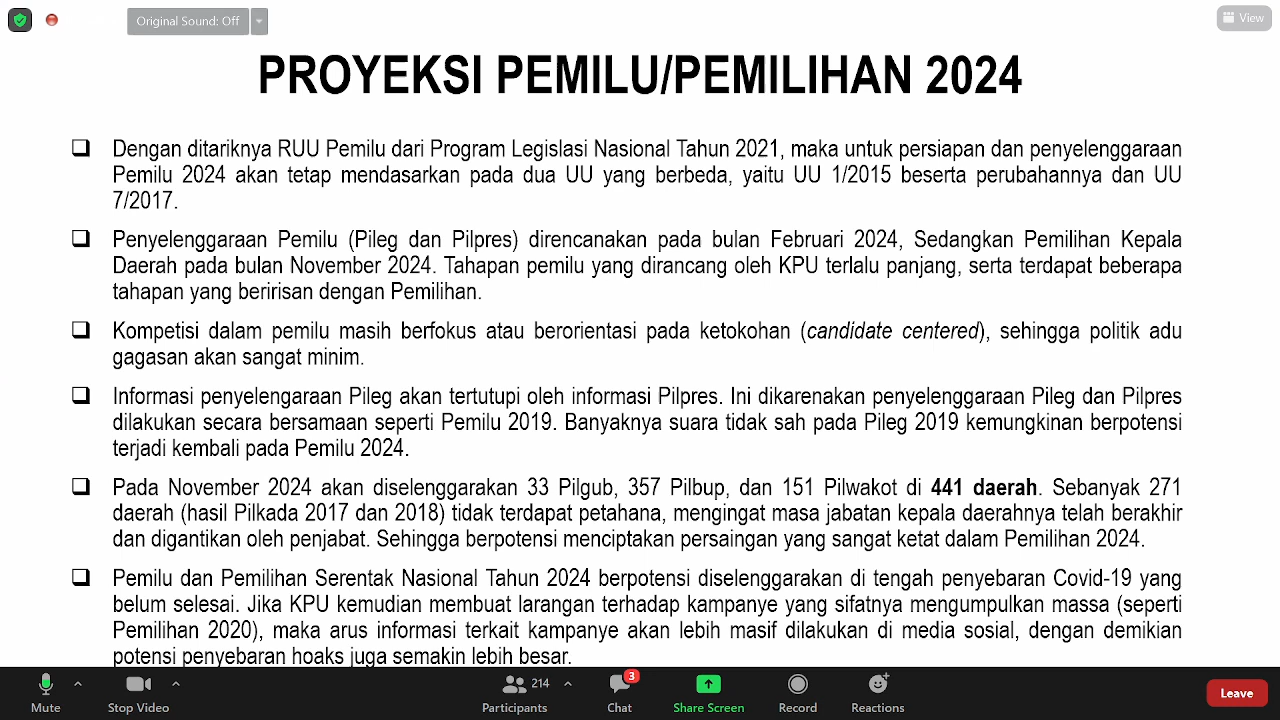 Original Sound: Off
View
PROYEKSI PEMILU/PEMILIHAN 2024
❑ Dengan ditariknya RUU Pemilu dari Program Legislasi Nasional Tahun 2021, maka untuk persiapan dan penyelenggaraan
Pemilu 2024 akan tetap mendasarkan pada dua UU yang berbeda, yaitu UU 1/2015 beserta perubahannya dan UU
7/2017.
❑ Penyelenggaraan Pemilu (Pileg dan Pilpres) direncanakan pada bulan Februari 2024, Sedangkan Pemilihan Kepala
Daerah pada bulan November 2024. Tahapan pemilu yang dirancang oleh KPU terlalu panjang, serta terdapat beberapa
tahapan yang beririsan dengan Pemilihan.
❑ Kompetisi dalam pemilu masih berfokus atau berorientasi pada ketokohan (candidate centered), sehingga politik adu
gagasan akan sangat minim.
❑ Informasi penyelengaraan Pileg akan tertutupi oleh informasi Pilpres. Ini dikarenakan penyelenggaraan Pileg dan Pilpres
dilakukan secara bersamaan seperti Pemilu 2019. Banyaknya suara tidak sah pada Pileg 2019 kemungkinan berpotensi
terjadi kembali pada Pemilu 2024.
❑ Pada November 2024 akan diselenggarakan 33 Pilgub, 357 Pilbup, dan 151 Pilwakot di 441 daerah. Sebanyak 271
daerah (hasil Pilkada 2017 dan 2018) tidak terdapat petahana, mengingat masa jabatan kepala daerahnya telah berakhir
dan digantikan oleh penjabat. Sehingga berpotensi menciptakan persaingan yang sangat ketat dalam Pemilihan 2024.
❑ Pemilu dan Pemilihan Serentak Nasional Tahun 2024 berpotensi diselenggarakan di tengah penyebaran Covid-19 yang
belum selesai. Jika KPU kemudian membuat larangan terhadap kampanye yang sifatnya mengumpulkan massa (seperti
Pemilihan 2020), maka arus informasi terkait kampanye akan lebih masif dilakukan di media sosial, dengan demikian
potensi penyebaran hoaks juga semakin lebih besar.
214
3
Mute
Stop Video
Participants
Chat
Share Screen
Record
Reactions
Leave